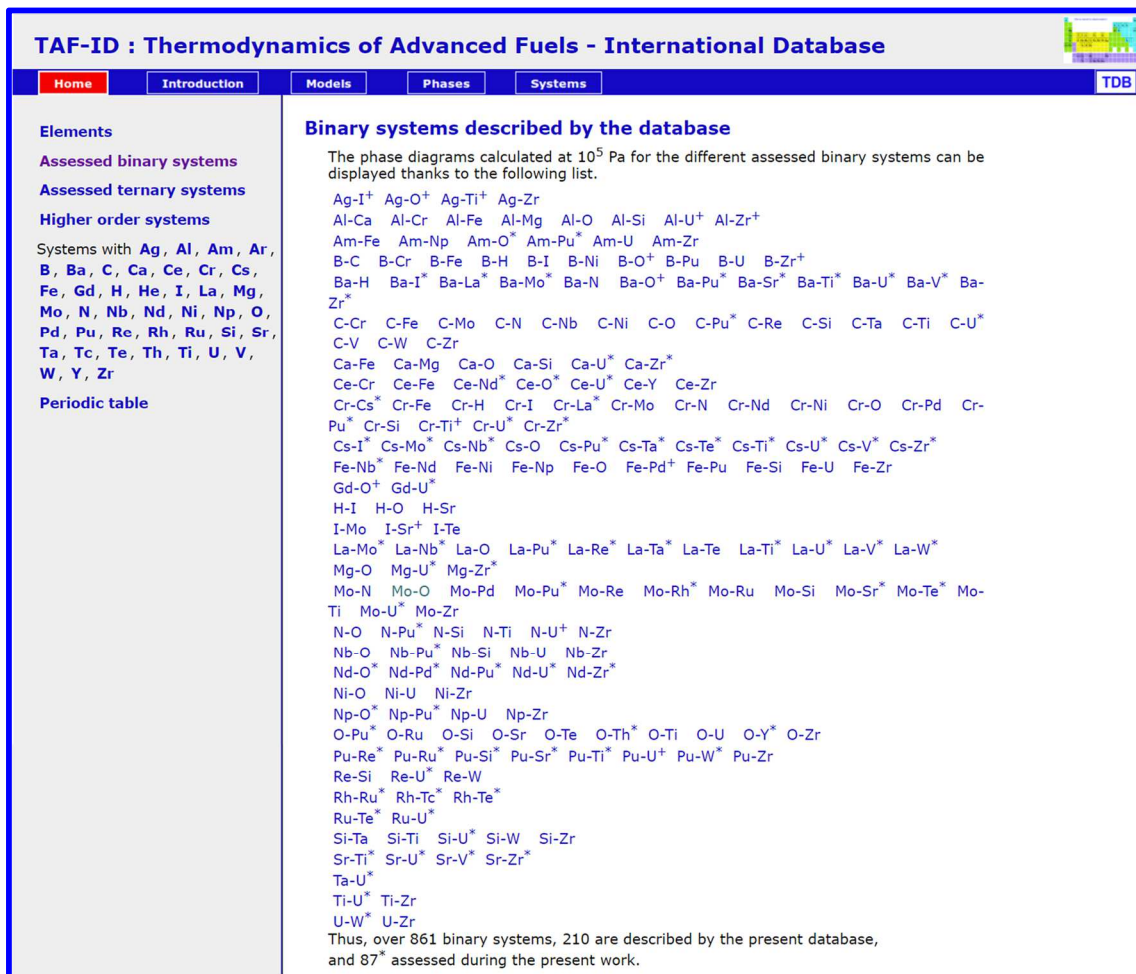 TAF-ID : Thermodynamics of Advanced Fuels - International Database
Home Introduction Models Phases Systems TDB
Elements
Assessed binary systems
Assessed ternary systems
Higher order systems
Systems with Ag , Al , Am , Ar ,
B , Ba , C , Ca , Ce , Cr , Cs ,
Fe , Gd , H , He , I , La , Mg ,
Mo , N , Nb , Nd , Ni , Np , O ,
Pd , Pu , Re , Rh , Ru , Si , Sr ,
Ta , Tc , Te , Th , Ti , U , V ,
W , Y , Zr
Periodic table
Binary systems described by the database
The phase diagrams calculated at 10⁵ Pa for the different assessed binary systems can be
displayed thanks to the following list.
Ag-I⁺ Ag-O⁺ Ag-Ti⁺ Ag-Zr
Al-Ca Al-Cr Al-Fe Al-Mg Al-O Al-Si Al-U⁺ Al-Zr⁺
Am-Fe Am-Np Am-O* Am-Pu* Am-U Am-Zr
B-C B-Cr B-Fe B-H B-I B-Ni B-O⁺ B-Pu B-U B-Zr⁺
Ba-H Ba-I* Ba-La* Ba-Mo* Ba-N Ba-O⁺ Ba-Pu* Ba-Sr* Ba-Ti* Ba-U* Ba-V* Ba-
Zr*
C-Cr C-Fe C-Mo C-N C-Nb C-Ni C-O C-Pu* C-Re C-Si C-Ta C-Ti C-U*
C-V C-W C-Zr
Ca-Fe Ca-Mg Ca-O Ca-Si Ca-U* Ca-Zr*
Ce-Cr Ce-Fe Ce-Nd* Ce-O* Ce-U* Ce-Y Ce-Zr
Cr-Cs* Cr-Fe Cr-H Cr-I Cr-La* Cr-Mo Cr-N Cr-Nd Cr-Ni Cr-O Cr-Pd Cr-
Pu* Cr-Si Cr-Ti⁺ Cr-U* Cr-Zr*
Cs-I* Cs-Mo* Cs-Nb* Cs-O Cs-Pu* Cs-Ta* Cs-Te* Cs-Ti* Cs-U* Cs-V* Cs-Zr*
Fe-Nb* Fe-Nd Fe-Ni Fe-Np Fe-O Fe-Pd⁺ Fe-Pu Fe-Si Fe-U Fe-Zr
Gd-O⁺ Gd-U*
H-I H-O H-Sr
I-Mo I-Sr⁺ I-Te
La-Mo* La-Nb* La-O La-Pu* La-Re* La-Ta* La-Te La-Ti* La-U* La-V* La-W*
Mg-O Mg-U* Mg-Zr*
Mo-N Mo-O Mo-Pd Mo-Pu* Mo-Re Mo-Rh* Mo-Ru Mo-Si Mo-Sr* Mo-Te* Mo-
Ti Mo-U* Mo-Zr
N-O N-Pu* N-Si N-Ti N-U⁺ N-Zr
Nb-O Nb-Pu* Nb-Si Nb-U Nb-Zr
Nd-O* Nd-Pd* Nd-Pu* Nd-U* Nd-Zr*
Ni-O Ni-U Ni-Zr
Np-O* Np-Pu* Np-U Np-Zr
O-Pu* O-Ru O-Si O-Sr O-Te O-Th* O-Ti O-U O-Y* O-Zr
Pu-Re* Pu-Ru* Pu-Si* Pu-Sr* Pu-Ti* Pu-U⁺ Pu-W* Pu-Zr
Re-Si Re-U* Re-W
Rh-Ru* Rh-Tc* Rh-Te*
Ru-Te* Ru-U*
Si-Ta Si-Ti Si-U* Si-W Si-Zr
Sr-Ti* Sr-U* Sr-V* Sr-Zr*
Ta-U*
Ti-U* Ti-Zr
U-W* U-Zr
Thus, over 861 binary systems, 210 are described by the present database,
and 87* assessed during the present work.